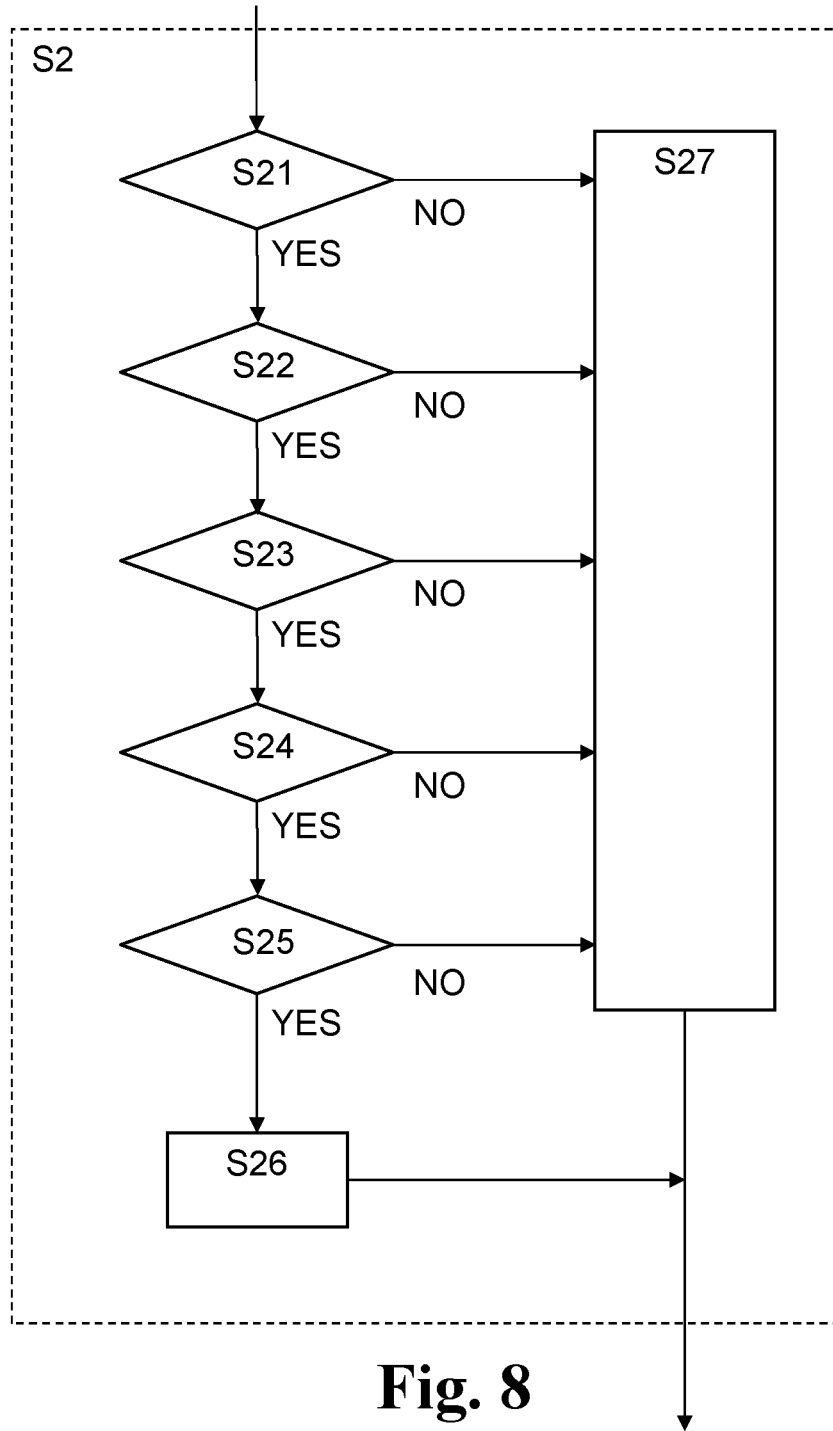 S2
S21
S27
NO
YES
S22
NO
YES
S23
NO
YES
S24
NO
YES
S25
NO
YES
S26
Fig. 8